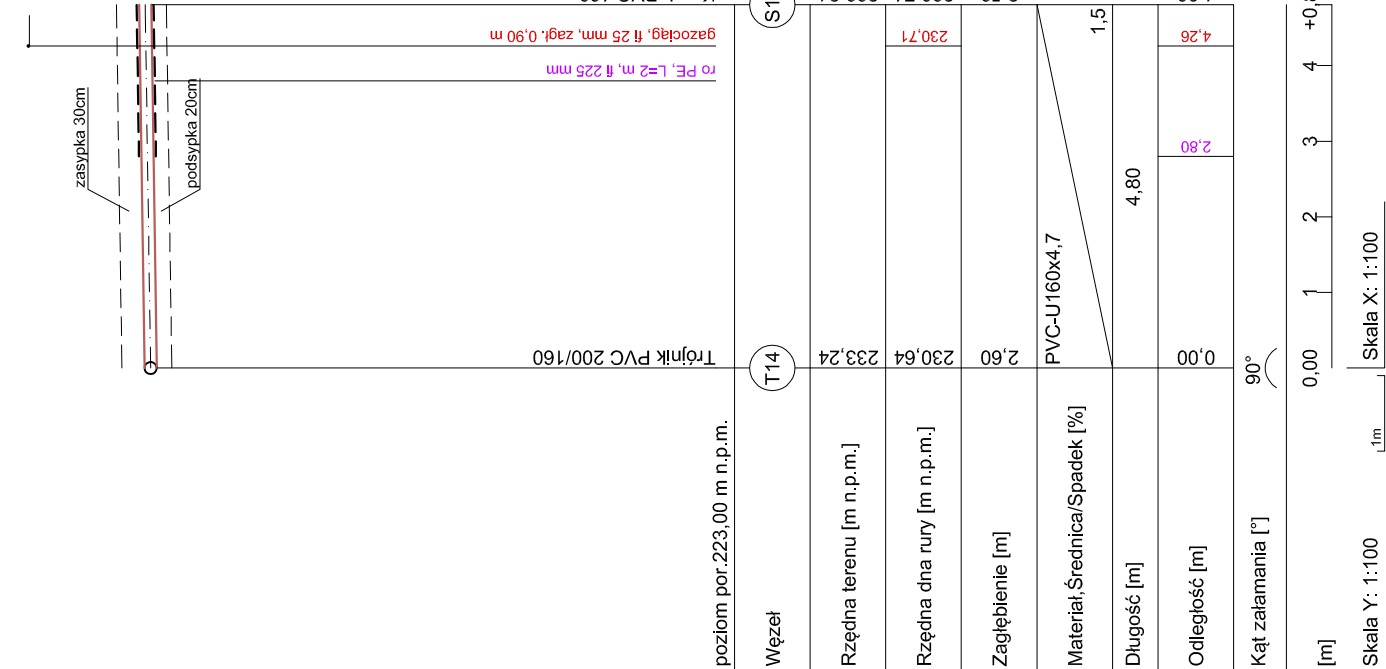 zasypka 30cm
podsypka 20cm
gazociąg, fi 25 mm, zagł. 0,90 m
ro PE, L=2 m, fi 225 mm
Trójnik PVC 200/160
poziom por.223,00 m n.p.m.
Węzeł
T14
S1
Rzędna terenu [m n.p.m.]
233,24
Rzędna dna rury [m n.p.m.]
230,64
230,71
Zagłębienie [m]
2,60
Materiał,Średnica/Spadek [%]
PVC-U160x4,7
1,5
Długość [m]
4,80
Odległość [m]
0,00
2,80
4,26
Kąt załamania [°]
90°
[m]
0,00
1
2
3
4
Skala Y: 1:100
1m
Skala X: 1:100